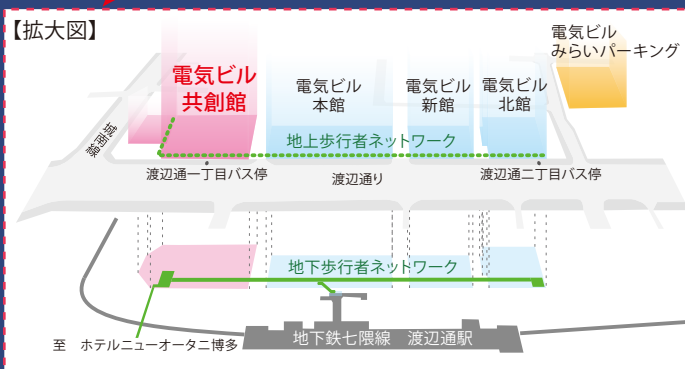 【拡大図】
電気ビル
みらいパーキング
電気ビル
共創館
電気ビル
本館
電気ビル
新館
電気ビル
北館
城南線
地上歩行者ネットワーク
渡辺通一丁目バス停
渡辺通り
渡辺通二丁目バス停
地下歩行者ネットワーク
地下鉄七隈線 渡辺通駅
至 ホテルニューオータニ博多